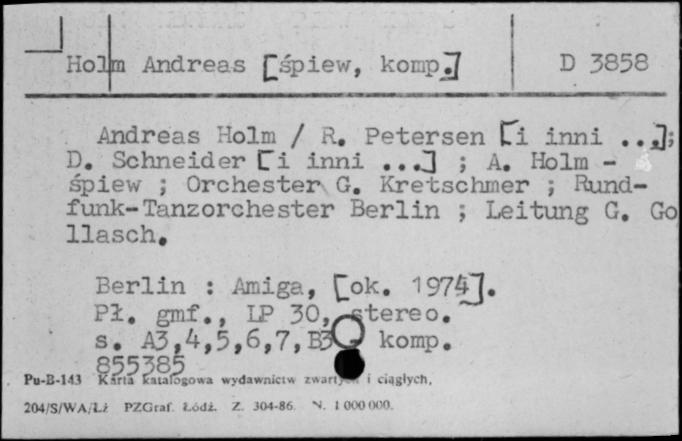 Holm Andreas [śpiew, komp.] D 3858
Andreas Holm / R. Petersen [i inni ...];
D. Schneider [i inni ...] ; A. Holm -
śpiew ; Orchester G. Kretschmer ; Rund-
funk-Tanzorchester Berlin ; Leitung G. Go
llasch.
Berlin : Amiga, [ok. 1974].
Pł. gmf., LP 30, stereo.
s. A3,4,5,6,7,B3 - komp.
855385
Pu-B-143 Karta katalogowa wydawnictw zwartych i ciągłych,
204/S/WA/Łź PZGraf. Łódź. Z. 304-86. N. 1 000 000.